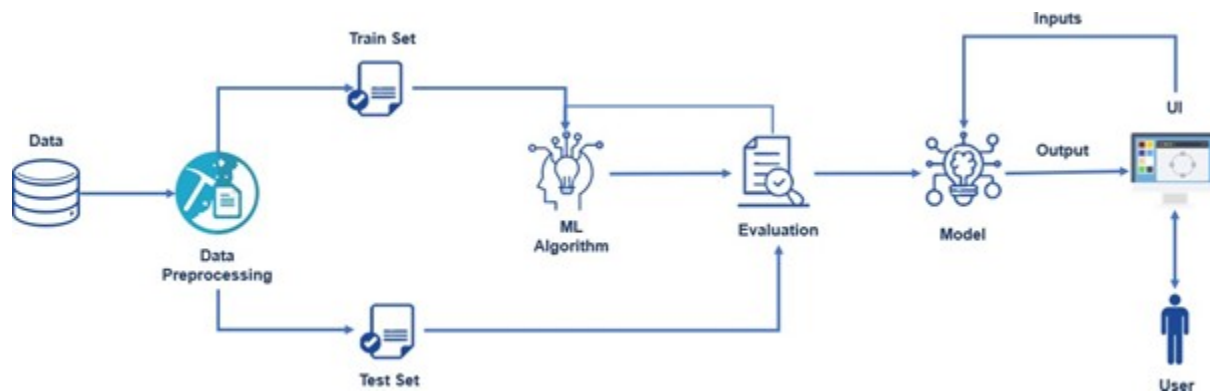 Inputs
Train Set
UI
Data
Output
ML
Algorithm
Evaluation
Model
Data
Preprocessing
Test Set
User